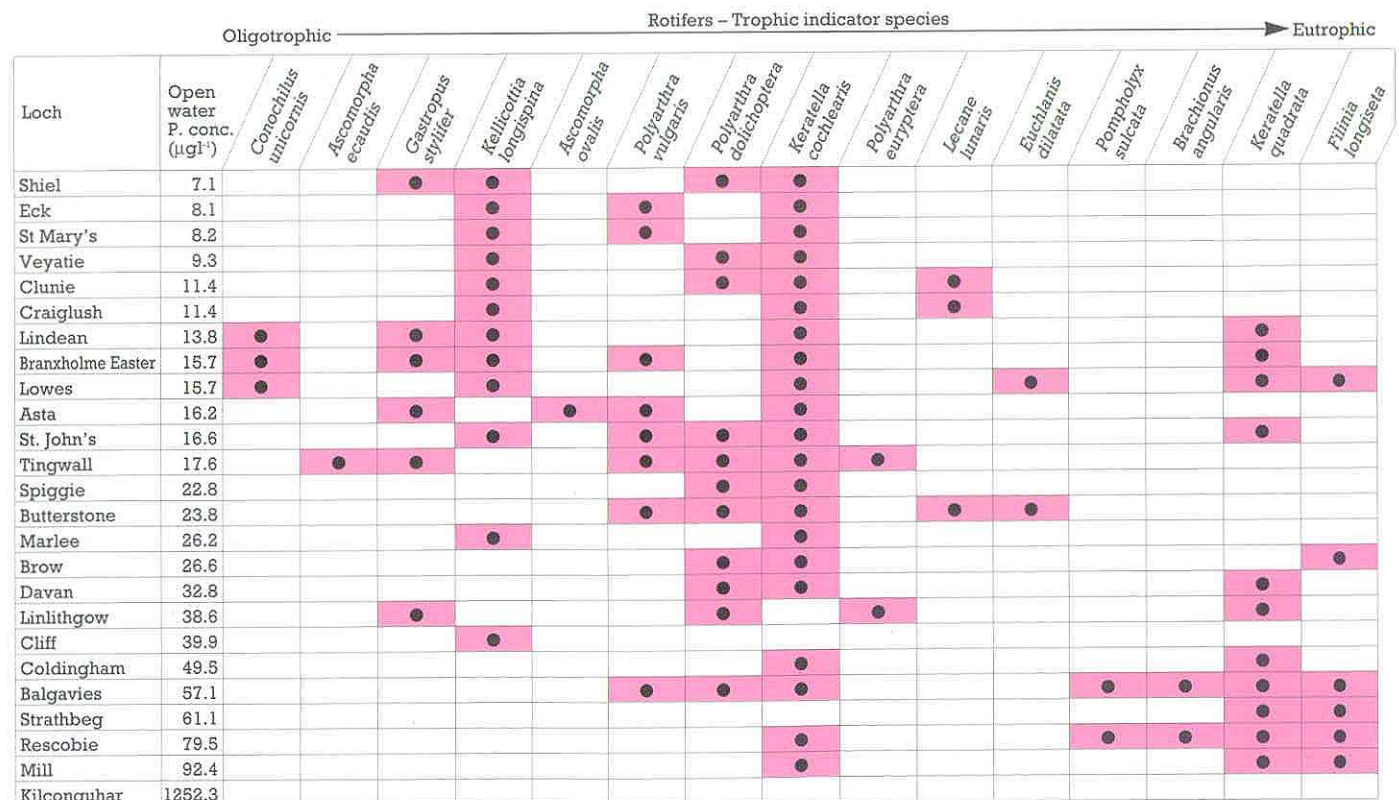 Rotifers – Trophic indicator species
Oligotrophic
Eutrophic
Loch
Open
water
P. conc.
(µgl⁻¹)
Conochilus
unicornis
Ascomorpha
ecaudis
Gastropus
stylifer
Kellicottia
longispina
Ascomorpha
ovalis
Polyarthra
vulgaris
Polyarthra
dolichoptera
Keratella
cochlearis
Polyarthra
euryptera
Lecane
lunaris
Euchlanis
dilatata
Pompholyx
sulcata
Brachionus
angularis
Keratella
quadrata
Filinia
longiseta
Shiel 7.1
Eck 8.1
St Mary's 8.2
Veyatie 9.3
Clunie 11.4
Craiglush 11.4
Lindean 13.8
Branxholme Easter 15.7
Lowes 15.7
Asta 16.2
St. John's 16.6
Tingwall 17.6
Spiggie 22.8
Butterstone 23.8
Marlee 26.2
Brow 26.6
Davan 32.8
Linlithgow 38.6
Cliff 39.9
Coldingham 49.5
Balgavies 57.1
Strathbeg 61.1
Rescobie 79.5
Mill 92.4
Kilconquhar 1252.3